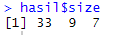 > hasil$size
[1] 33  9  7